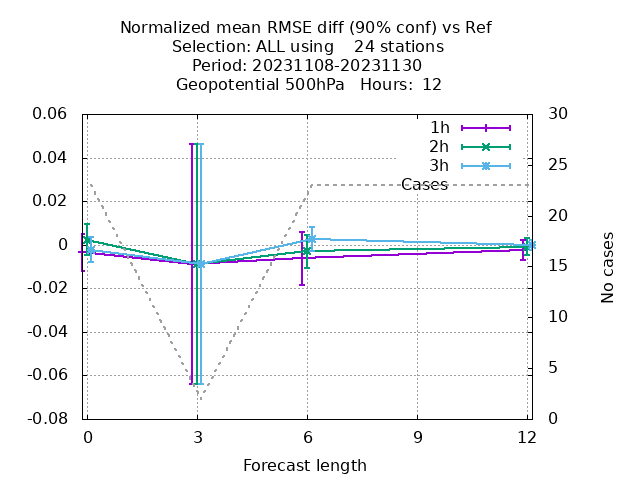 Normalized mean RMSE diff (90% conf) vs Ref
Selection: ALL using    24 stations
Period: 20231108-20231130
Geopotential 500hPa   Hours:  12
0.06
0.04
0.02
0
-0.02
-0.04
-0.06
-0.08
30
25
20
15
10
5
0
1h
2h
3h
Cases
No cases
0
3
6
9
12
Forecast length